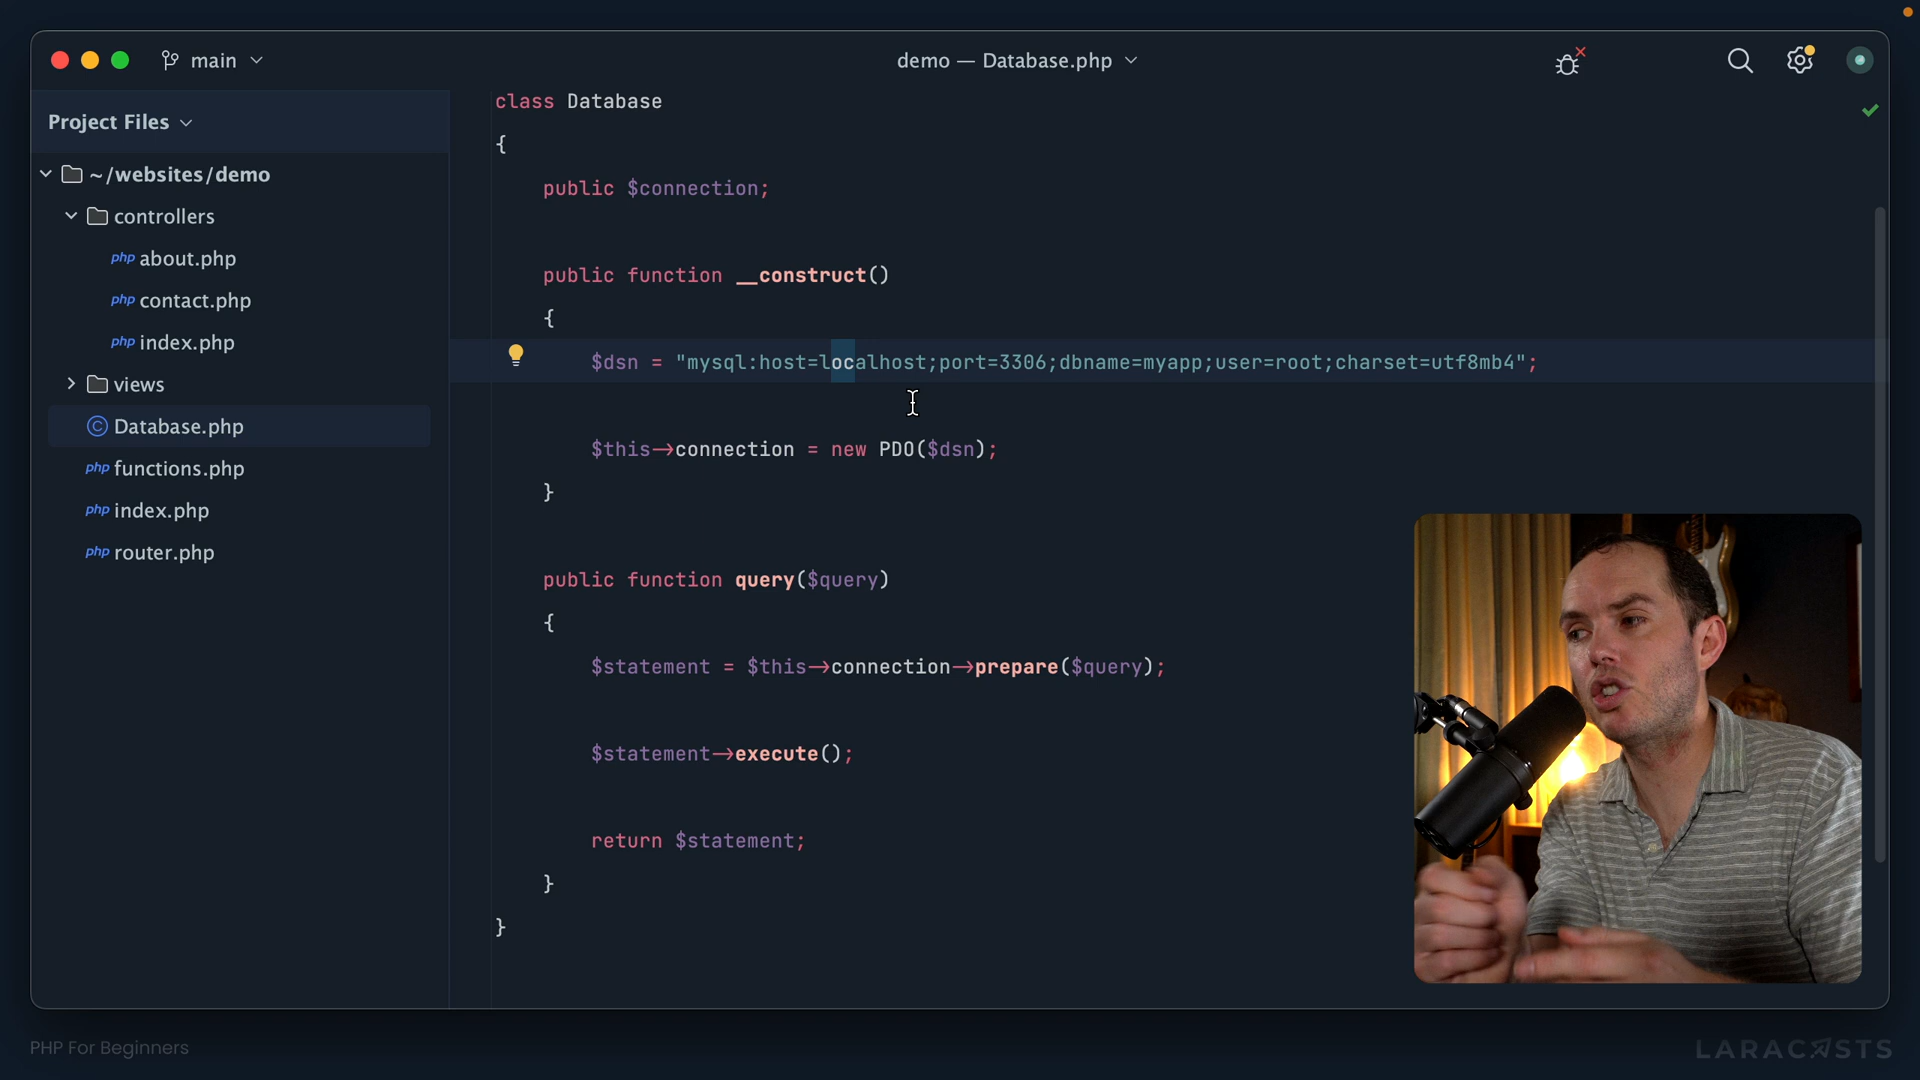 main
demo — Database.php
Project Files
~/websites/demo
controllers
php about.php
php contact.php
php index.php
views
C Database.php
php functions.php
php index.php
php router.php
class Database
{
public $connection;
public function __construct()
{
$dsn = "mysql:host=localhost;port=3306;dbname=myapp;user=root;charset=utf8mb4";
$this->connection = new PDO($dsn);
}
public function query($query)
{
$statement = $this->connection->prepare($query);
$statement->execute();
return $statement;
}
}
PHP For Beginners
LARACASTS